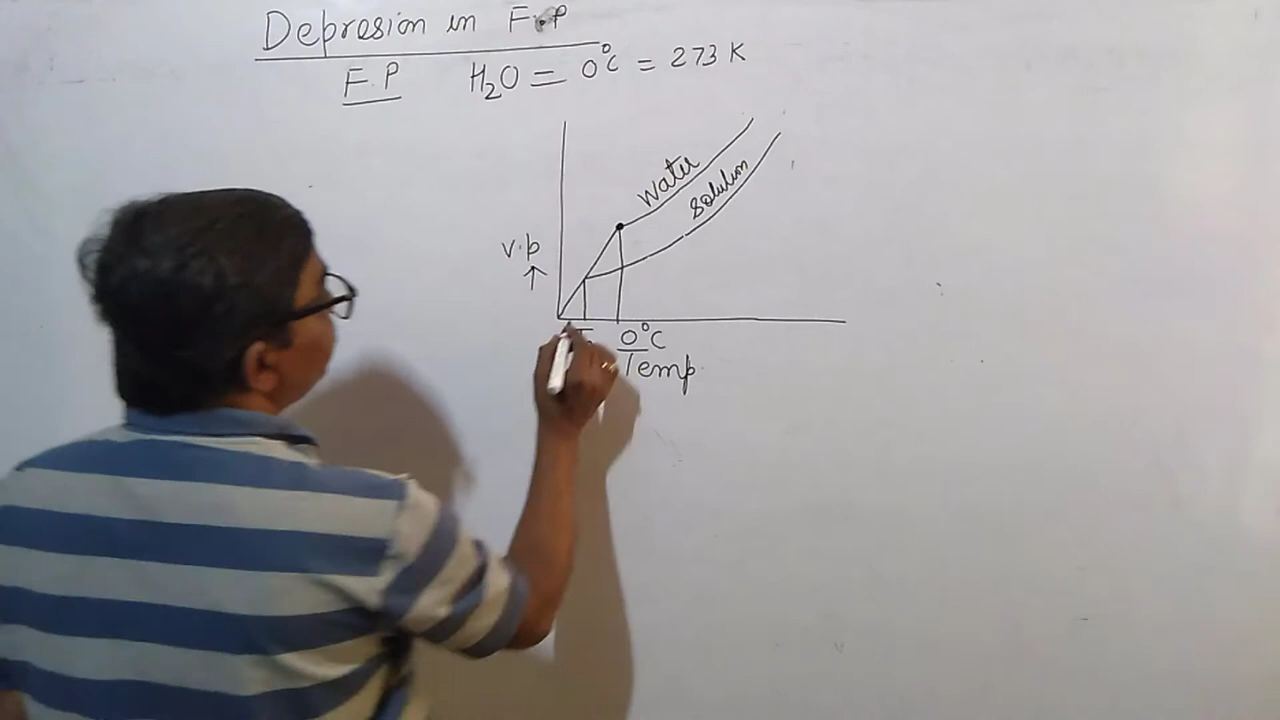 Depresion in F.P
F.P H₂O = 0°C = 273 K
Water
Solution
V.p
↑
0°C
Temp.